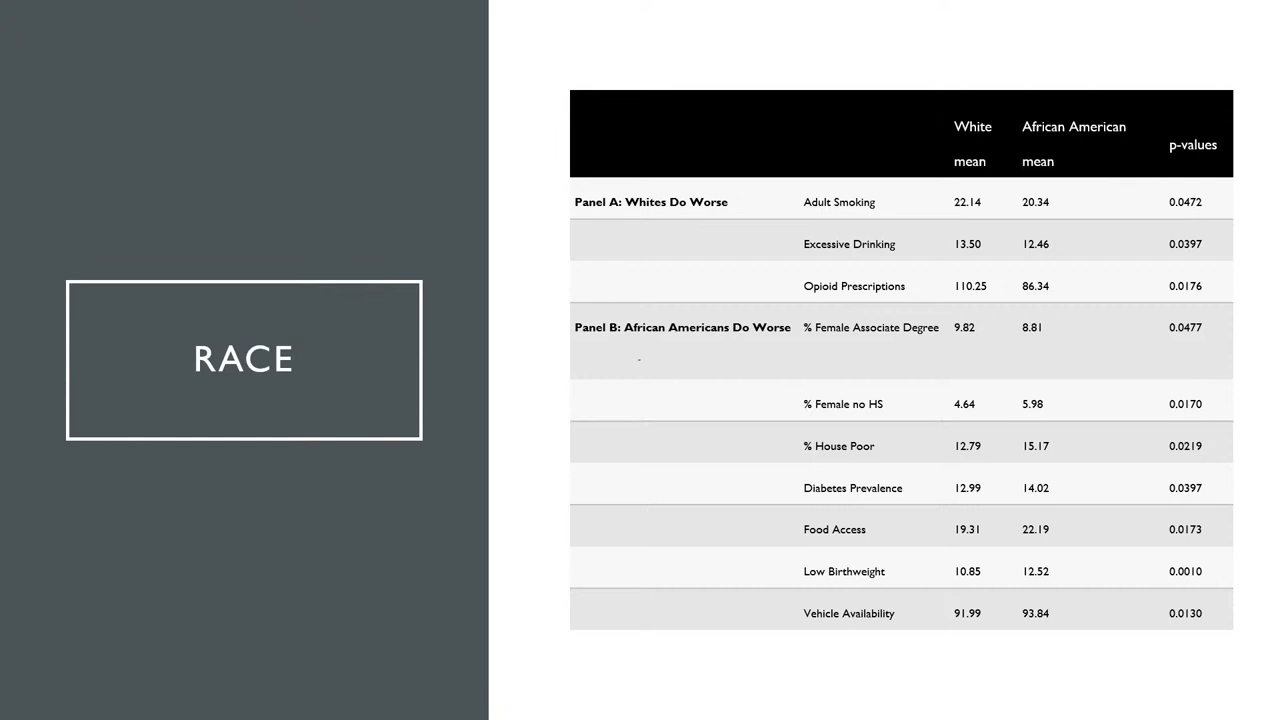 RACE
White mean African American mean p-values
Panel A: Whites Do Worse Adult Smoking 22.14 20.34 0.0472
Excessive Drinking 13.50 12.46 0.0397
Opioid Prescriptions 110.25 86.34 0.0176
Panel B: African Americans Do Worse % Female Associate Degree 9.82 8.81 0.0477
-
% Female no HS 4.64 5.98 0.0170
% House Poor 12.79 15.17 0.0219
Diabetes Prevalence 12.99 14.02 0.0397
Food Access 19.31 22.19 0.0173
Low Birthweight 10.85 12.52 0.0010
Vehicle Availability 91.99 93.84 0.0130